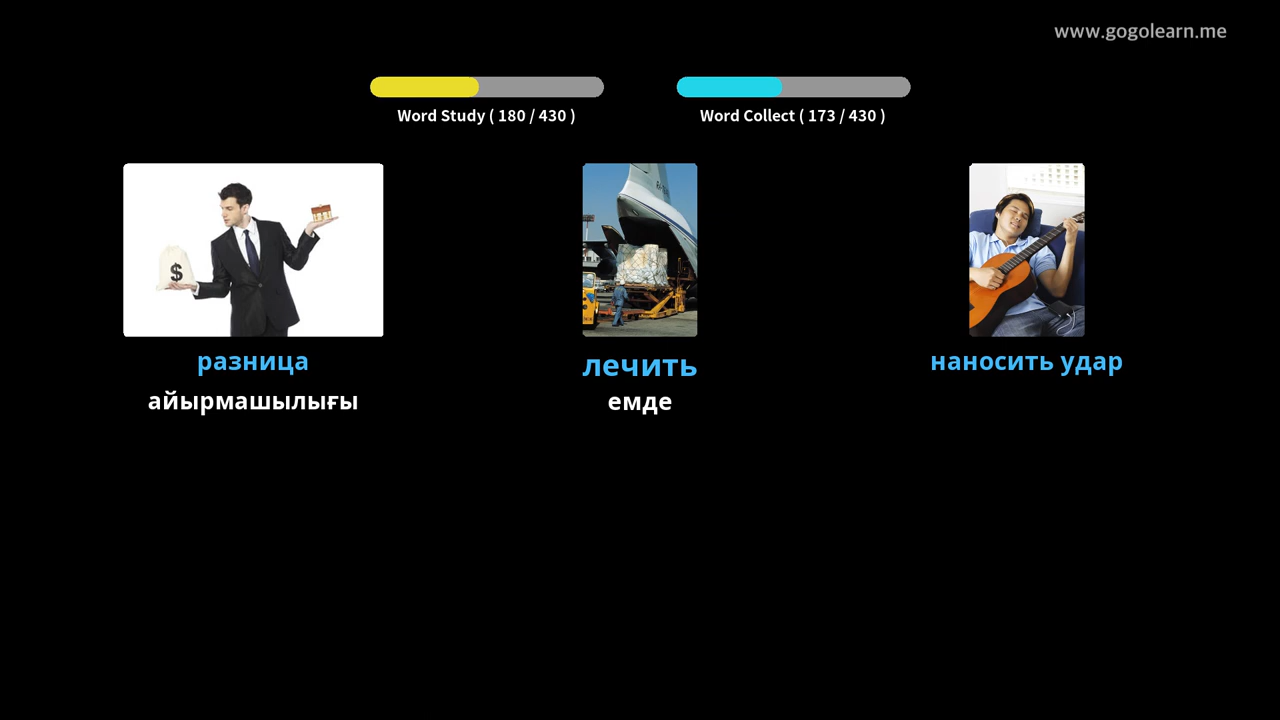 www.gogolearn.me
Word Study ( 180 / 430 )
Word Collect ( 173 / 430 )
$
разница
лечить
наносить удар
айырмашылығы
емде